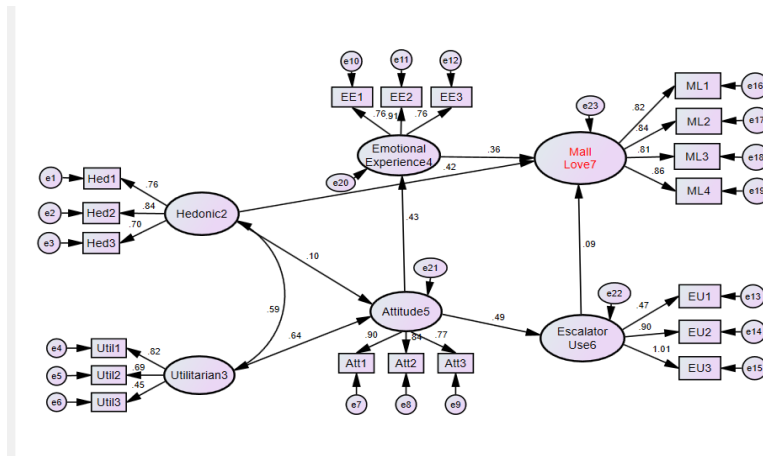 e10
e11
e12
EE1
EE2
EE3
.76
.91
.76
e23
ML1
e16
ML2
e17
ML3
e18
ML4
e19
.82
.84
.81
.86
Emotional
Experience4
e20
.36
Mall
Love7
.42
e1
Hed1
e2
Hed2
e3
Hed3
.76
.84
.70
Hedonic2
.43
.10
.09
.59
.64
e21
Attitude5
.49
e22
Escalator
Use6
EU1
e13
EU2
e14
EU3
e15
.47
.90
1.01
e4
Util1
e5
Util2
e6
Util3
.82
.69
.45
Utilitarian3
.90
.84
.77
Att1
Att2
Att3
e7
e8
e9